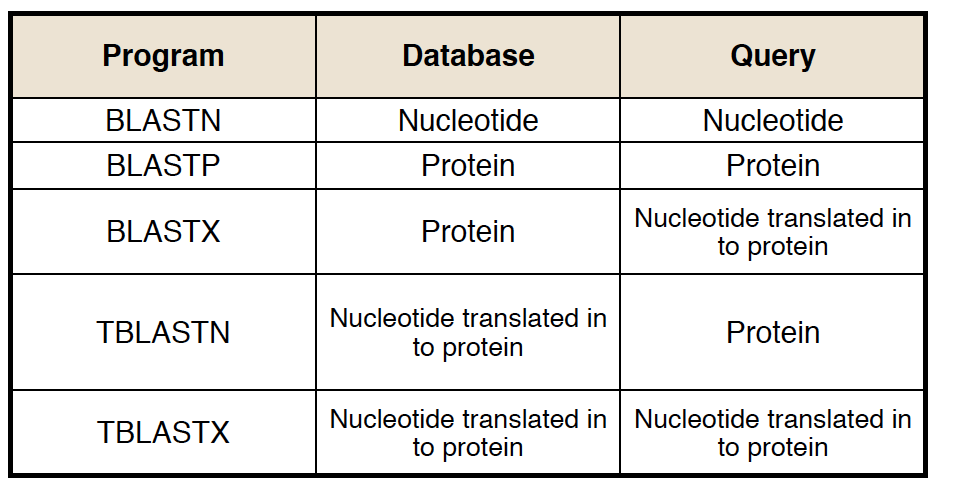 Program Database Query
BLASTN Nucleotide Nucleotide
BLASTP Protein Protein
BLASTX Protein Nucleotide translated in
to protein
TBLASTN Nucleotide translated in
to protein Protein
TBLASTX Nucleotide translated in
to protein Nucleotide translated in
to protein